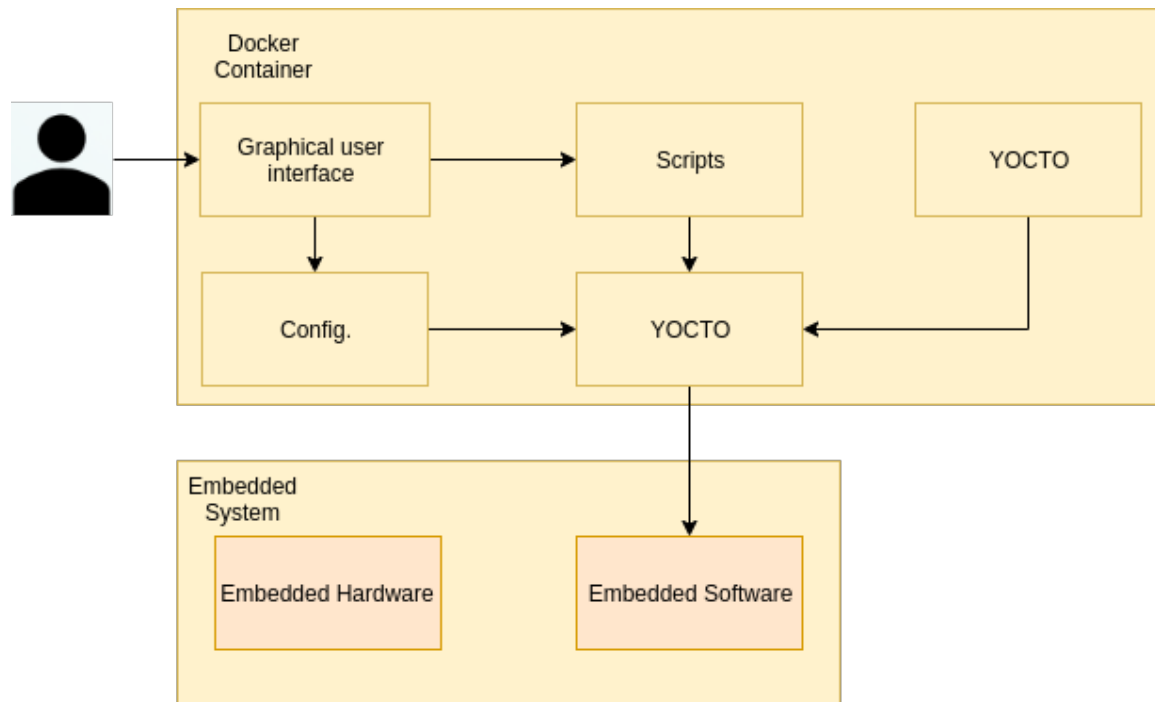 Docker
Container
Graphical user
interface
Scripts
YOCTO
Config.
YOCTO
Embedded
System
Embedded Hardware
Embedded Software